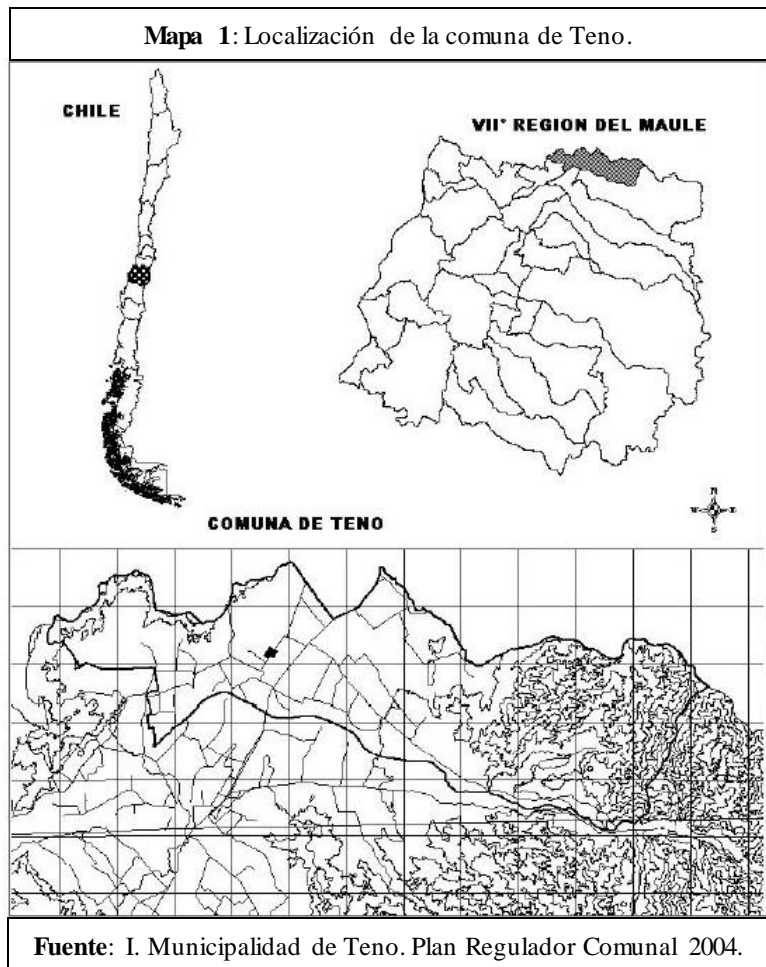 Mapa 1: Localización de la comuna de Teno.
CHILE
VII° REGION DEL MAULE
N
W E
S
COMUNA DE TENO
Fuente: I. Municipalidad de Teno. Plan Regulador Comunal 2004.